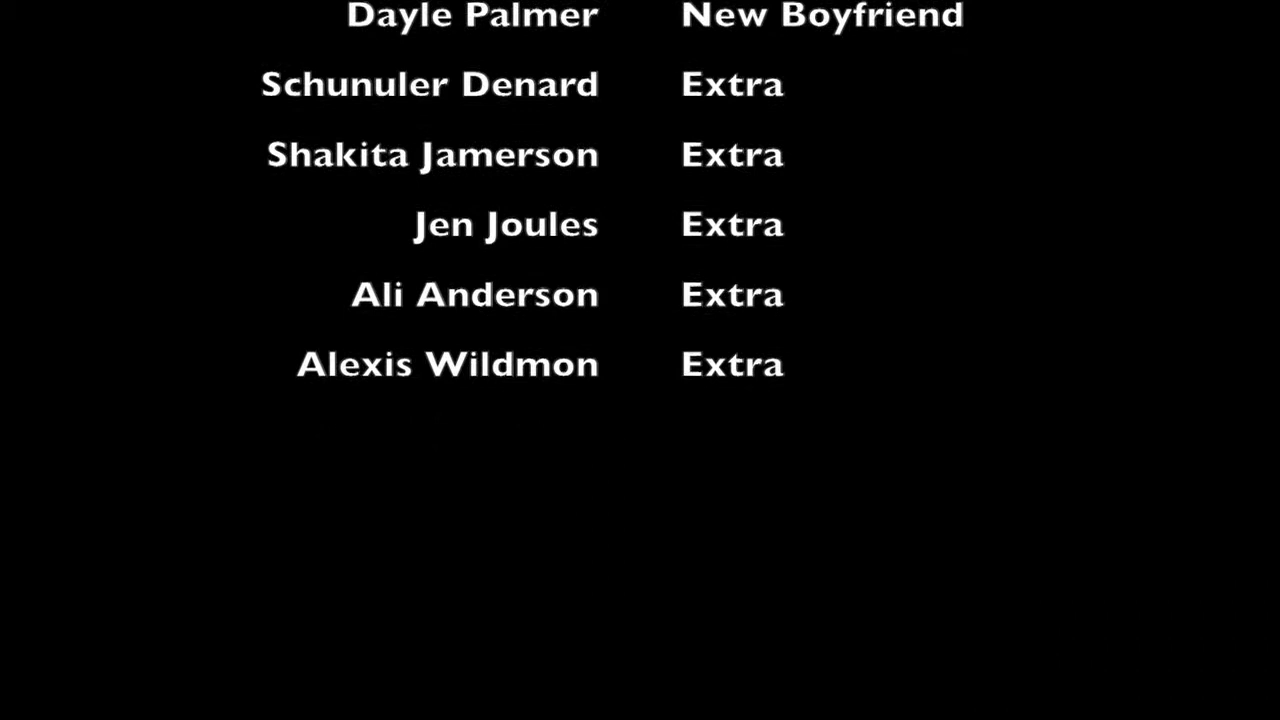 Dayle Palmer New Boyfriend
Schunuler Denard Extra
Shakita Jamerson Extra
Jen Joules Extra
Ali Anderson Extra
Alexis Wildmon Extra